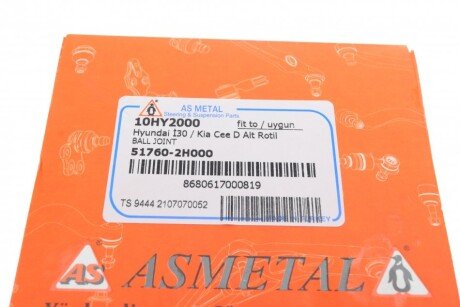 AS METAL
Steering & Suspension Parts
10HY2000 fit to / uygun
Hyundai I30 / Kia Cee D Alt Rotil
BALL JOINT
51760-2H000
8680617000819
TS 9444 2107070052
AS ASMETAL